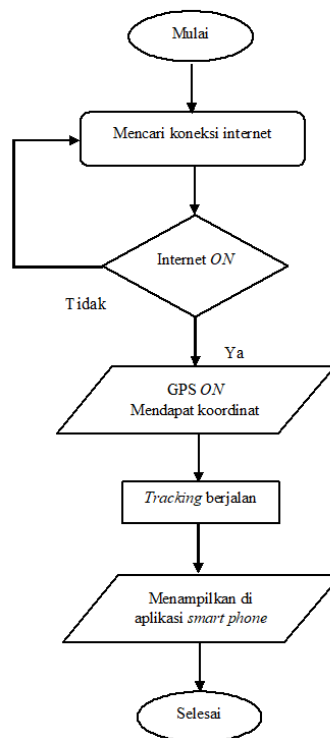 Mulai
Mencari koneksi internet
Internet ON
Tidak
Ya
GPS ON
Mendapat koordinat
Tracking berjalan
Menampilkan di
aplikasi smart phone
Selesai